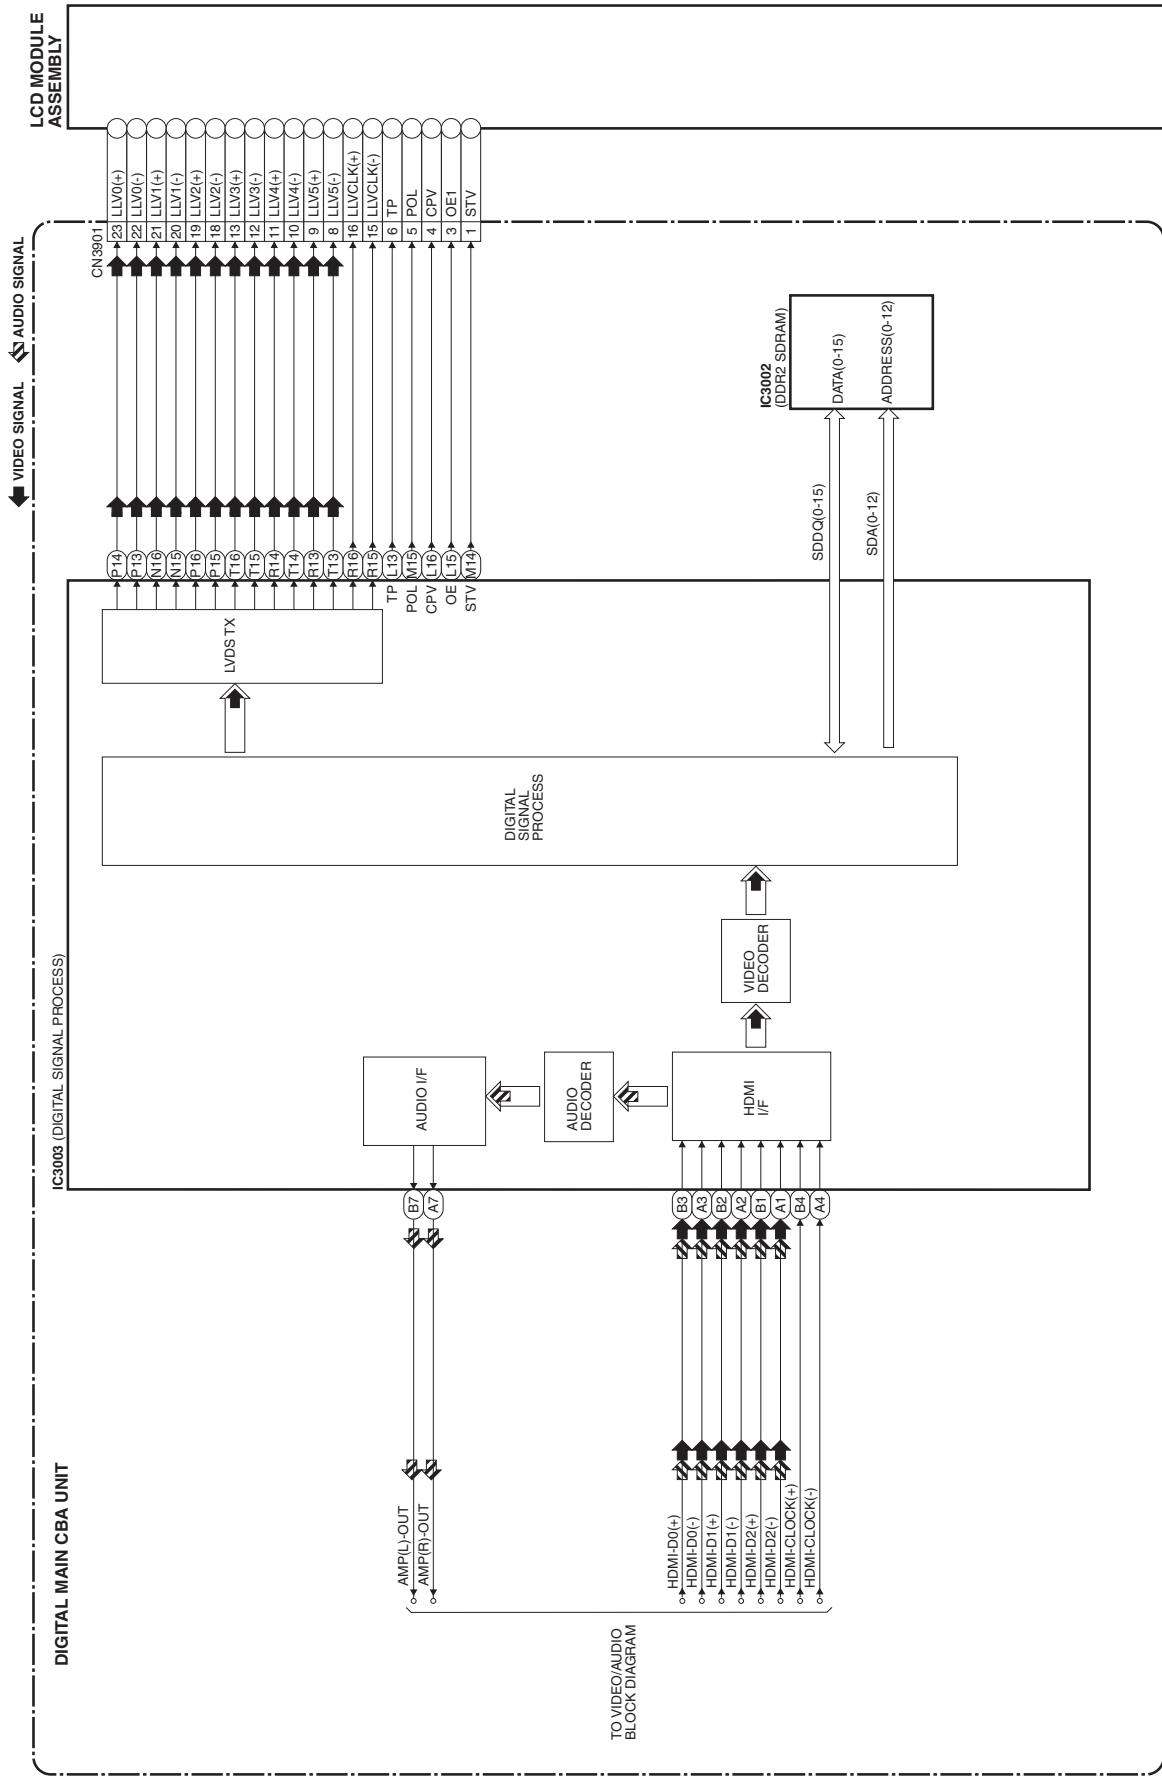 LCD MODULE
ASSEMBLY
VIDEO SIGNAL
AUDIO SIGNAL
CN3901
23 LLV0(+)
22 LLV0(-)
21 LLV1(+)
20 LLV1(-)
19 LLV2(+)
18 LLV2(-)
13 LLV3(+)
12 LLV3(-)
11 LLV4(+)
10 LLV4(-)
9 LLV5(+)
8 LLV5(-)
16 LLVCLK(+)
15 LLVCLK(-)
6 TP
5 POL
4 CPV
3 OE1
1 STV
P14
P13
N16
N15
P16
P15
T16
T15
R14
T14
R13
T13
R16
R15
TP L13
POL M15
CPV L16
OE L15
STV M14
IC3002
(DDR2 SDRAM)
DATA(0-15)
ADDRESS(0-12)
SDDQ(0-15)
SDA(0-12)
LVDS TX
DIGITAL
SIGNAL
PROCESS
VIDEO
DECODER
HDMI
I/F
AUDIO
DECODER
AUDIO I/F
IC3003 (DIGITAL SIGNAL PROCESS)
B7
A7
B3
A3
B2
A2
B1
A1
B4
A4
AMP(L)-OUT
AMP(R)-OUT
HDMI-D0(+)
HDMI-D0(-)
HDMI-D1(+)
HDMI-D1(-)
HDMI-D2(+)
HDMI-D2(-)
HDMI-CLOCK(+)
HDMI-CLOCK(-)
TO VIDEO/AUDIO
BLOCK DIAGRAM
DIGITAL MAIN CBA UNIT